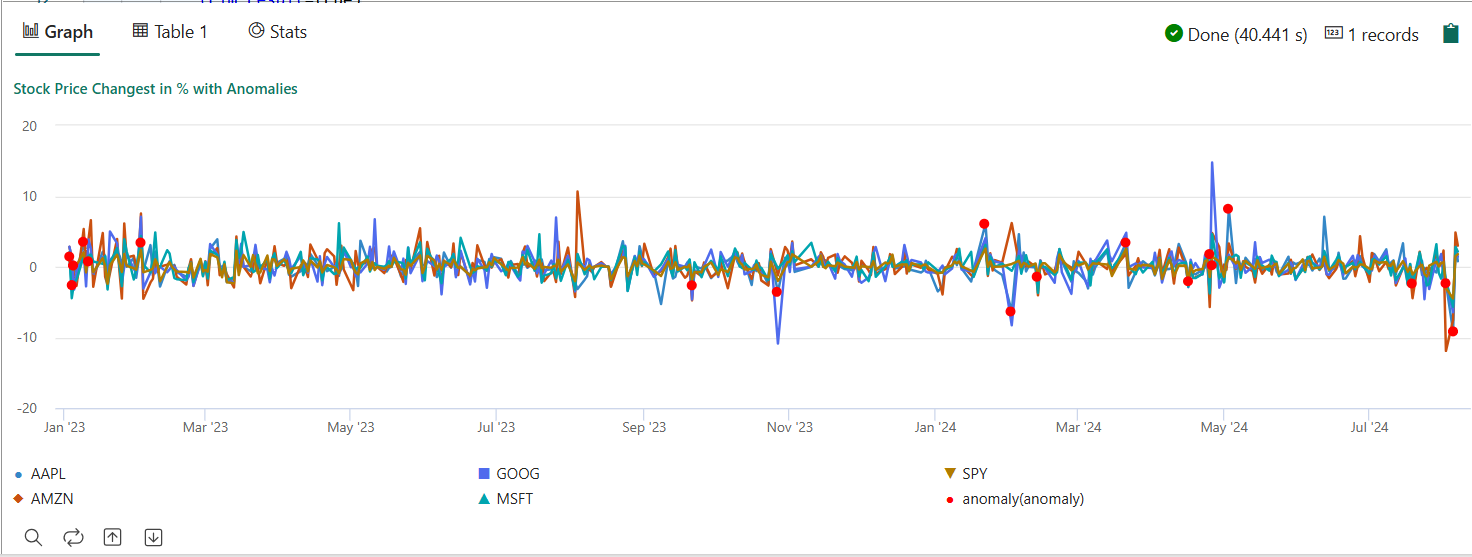 Graph Table 1 Stats Done (40.441 s) 123 1 records
Stock Price Changest in % with Anomalies
20
10
0
-10
-20
Jan '23 Mar '23 May '23 Jul '23 Sep '23 Nov '23 Jan '24 Mar '24 May '24 Jul '24
AAPL GOOG SPY
AMZN MSFT anomaly(anomaly)